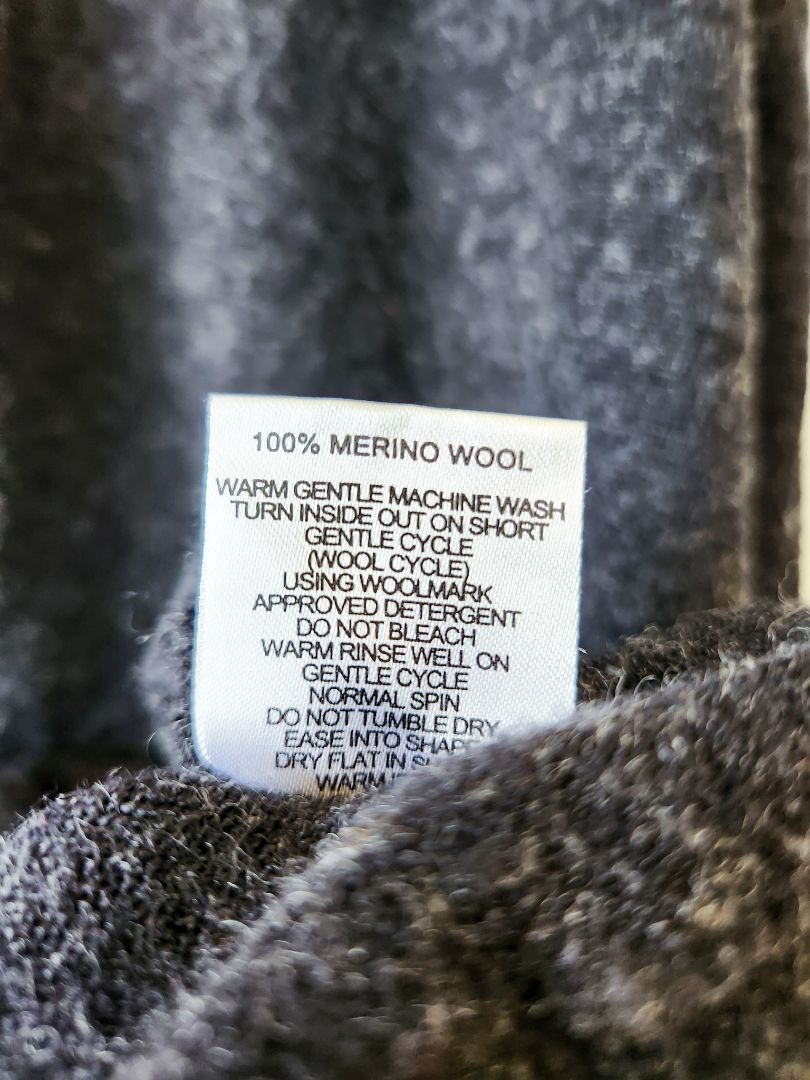 100% MERINO WOOL
WARM GENTLE MACHINE WASH
TURN INSIDE OUT ON SHORT
GENTLE CYCLE
(WOOL CYCLE)
USING WOOLMARK
APPROVED DETERGENT
DO NOT BLEACH
WARM RINSE WELL ON
GENTLE CYCLE
NORMAL SPIN
DO NOT TUMBLE DRY
EASE INTO
DRY FLAT IN
WARM